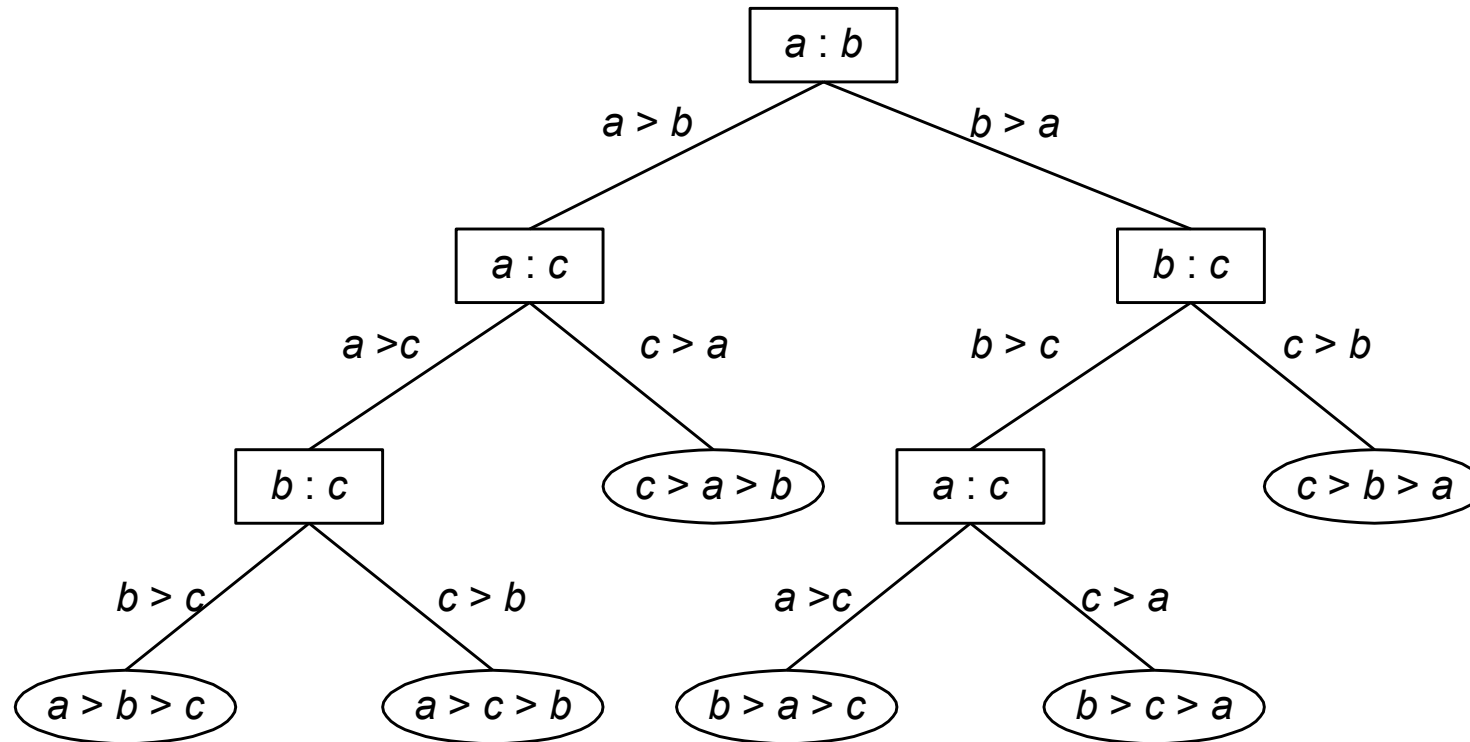 a : b
a > b
b > a
a : c
b : c
a >c
c > a
b > c
c > b
b : c
c > a > b
a : c
c > b > a
b > c
c > b
a >c
c > a
a > b > c
a > c > b
b > a > c
b > c > a